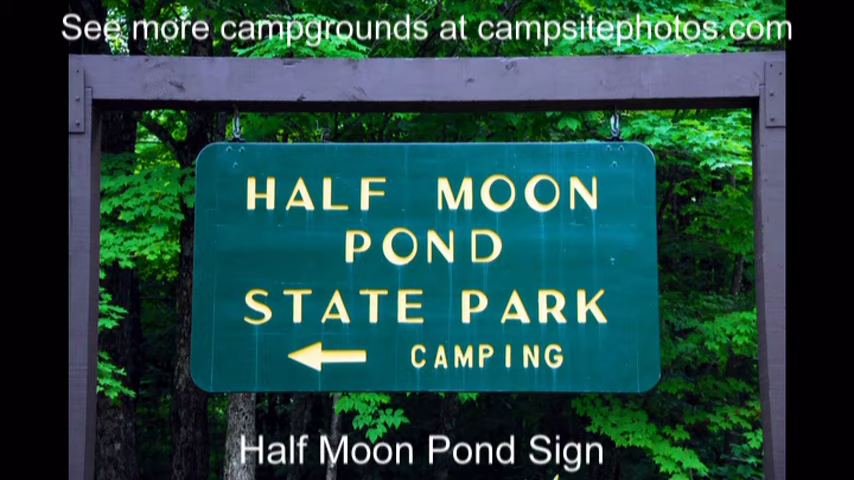 See more campgrounds at campsitephotos.com
HALF MOON
POND
STATE PARK
CAMPING
Half Moon Pond Sign